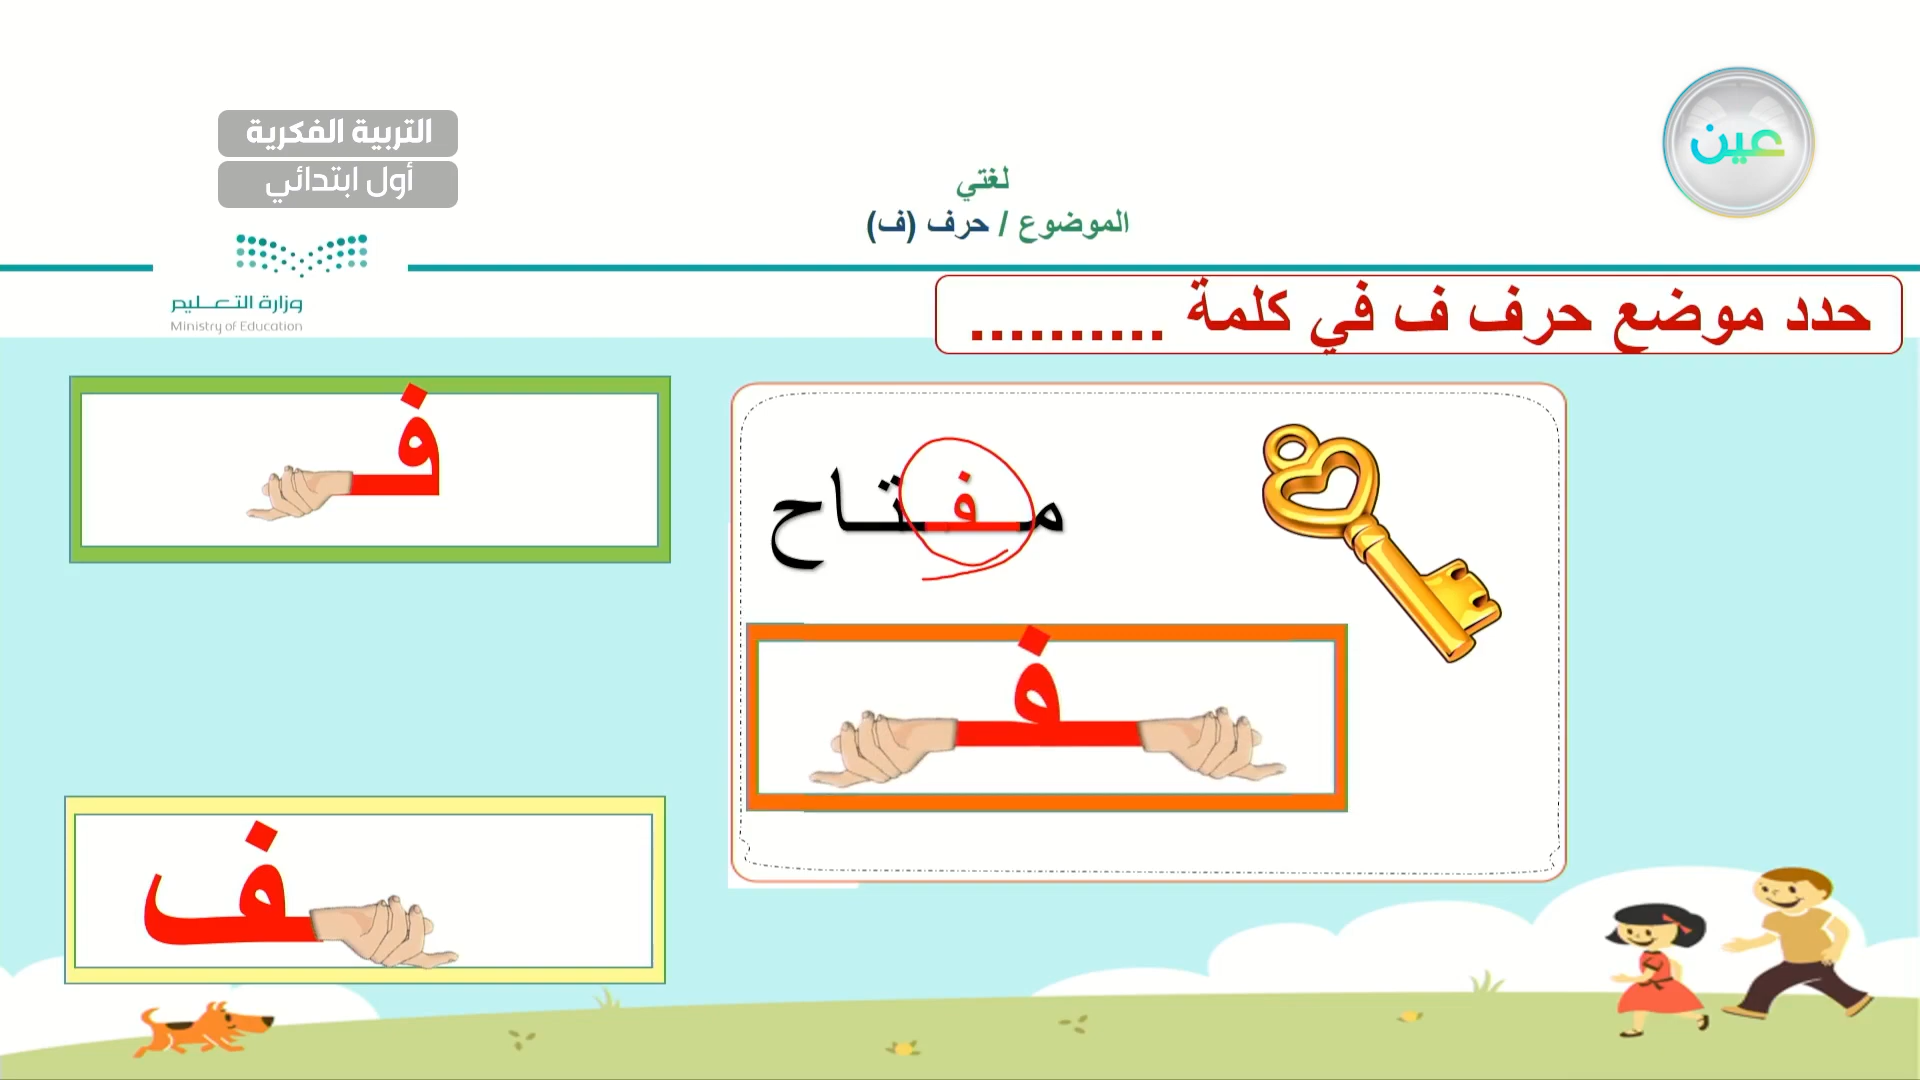 التربية الفكرية
أول ابتدائي
عين
لغتي
الموضوع / حرف (ف)
وزارة التعليم
Ministry of Education
حدد موضع حرف ف في كلمة ..........
فـ
مـفـتـاح
ـفـ
ـف